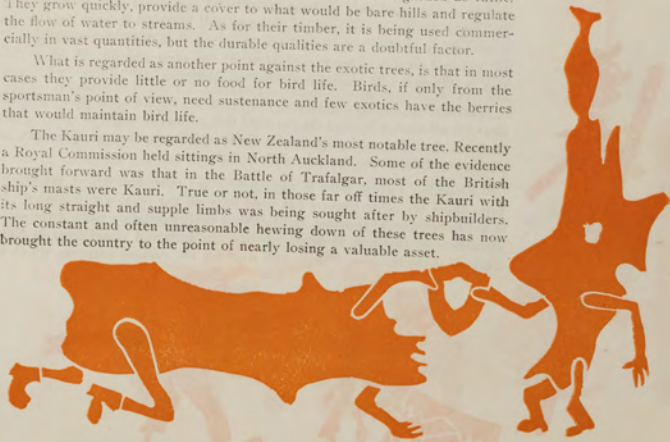 They grow quickly, provide a cover to what would be bare hills and regulate
the flow of water to streams. As for their timber, it is being used commer-
cially in vast quantities, but the durable qualities are a doubtful factor.
What is regarded as another point against the exotic trees, is that in most
cases they provide little or no food for bird life. Birds, if only from the
sportsman's point of view, need sustenance and few exotics have the berries
that would maintain bird life.
The Kauri may be regarded as New Zealand's most notable tree. Recently
a Royal Commission held sittings in North Auckland. Some of the evidence
brought forward was that in the Battle of Trafalgar, most of the British
ship's masts were Kauri. True or not, in those far off times the Kauri with
its long straight and supple limbs was being sought after by shipbuilders.
The constant and often unreasonable hewing down of these trees has now
brought the country to the point of nearly losing a valuable asset.